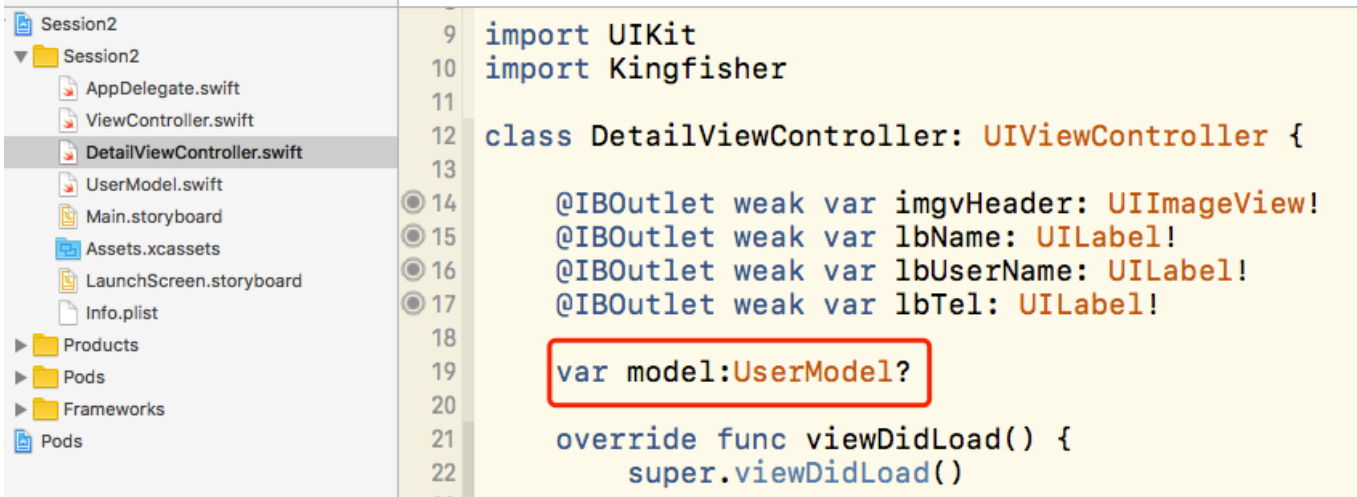 Session2
Session2
AppDelegate.swift
ViewController.swift
DetailViewController.swift
UserModel.swift
Main.storyboard
Assets.xcassets
LaunchScreen.storyboard
Info.plist
Products
Pods
Frameworks
Pods
9 import UIKit
10 import Kingfisher
11
12 class DetailViewController: UIViewController {
13
14 @IBOutlet weak var imgvHeader: UIImageView!
15 @IBOutlet weak var lbName: UILabel!
16 @IBOutlet weak var lbUserName: UILabel!
17 @IBOutlet weak var lbTel: UILabel!
18
19 var model:UserModel?
20
21 override func viewDidLoad() {
22 super.viewDidLoad()